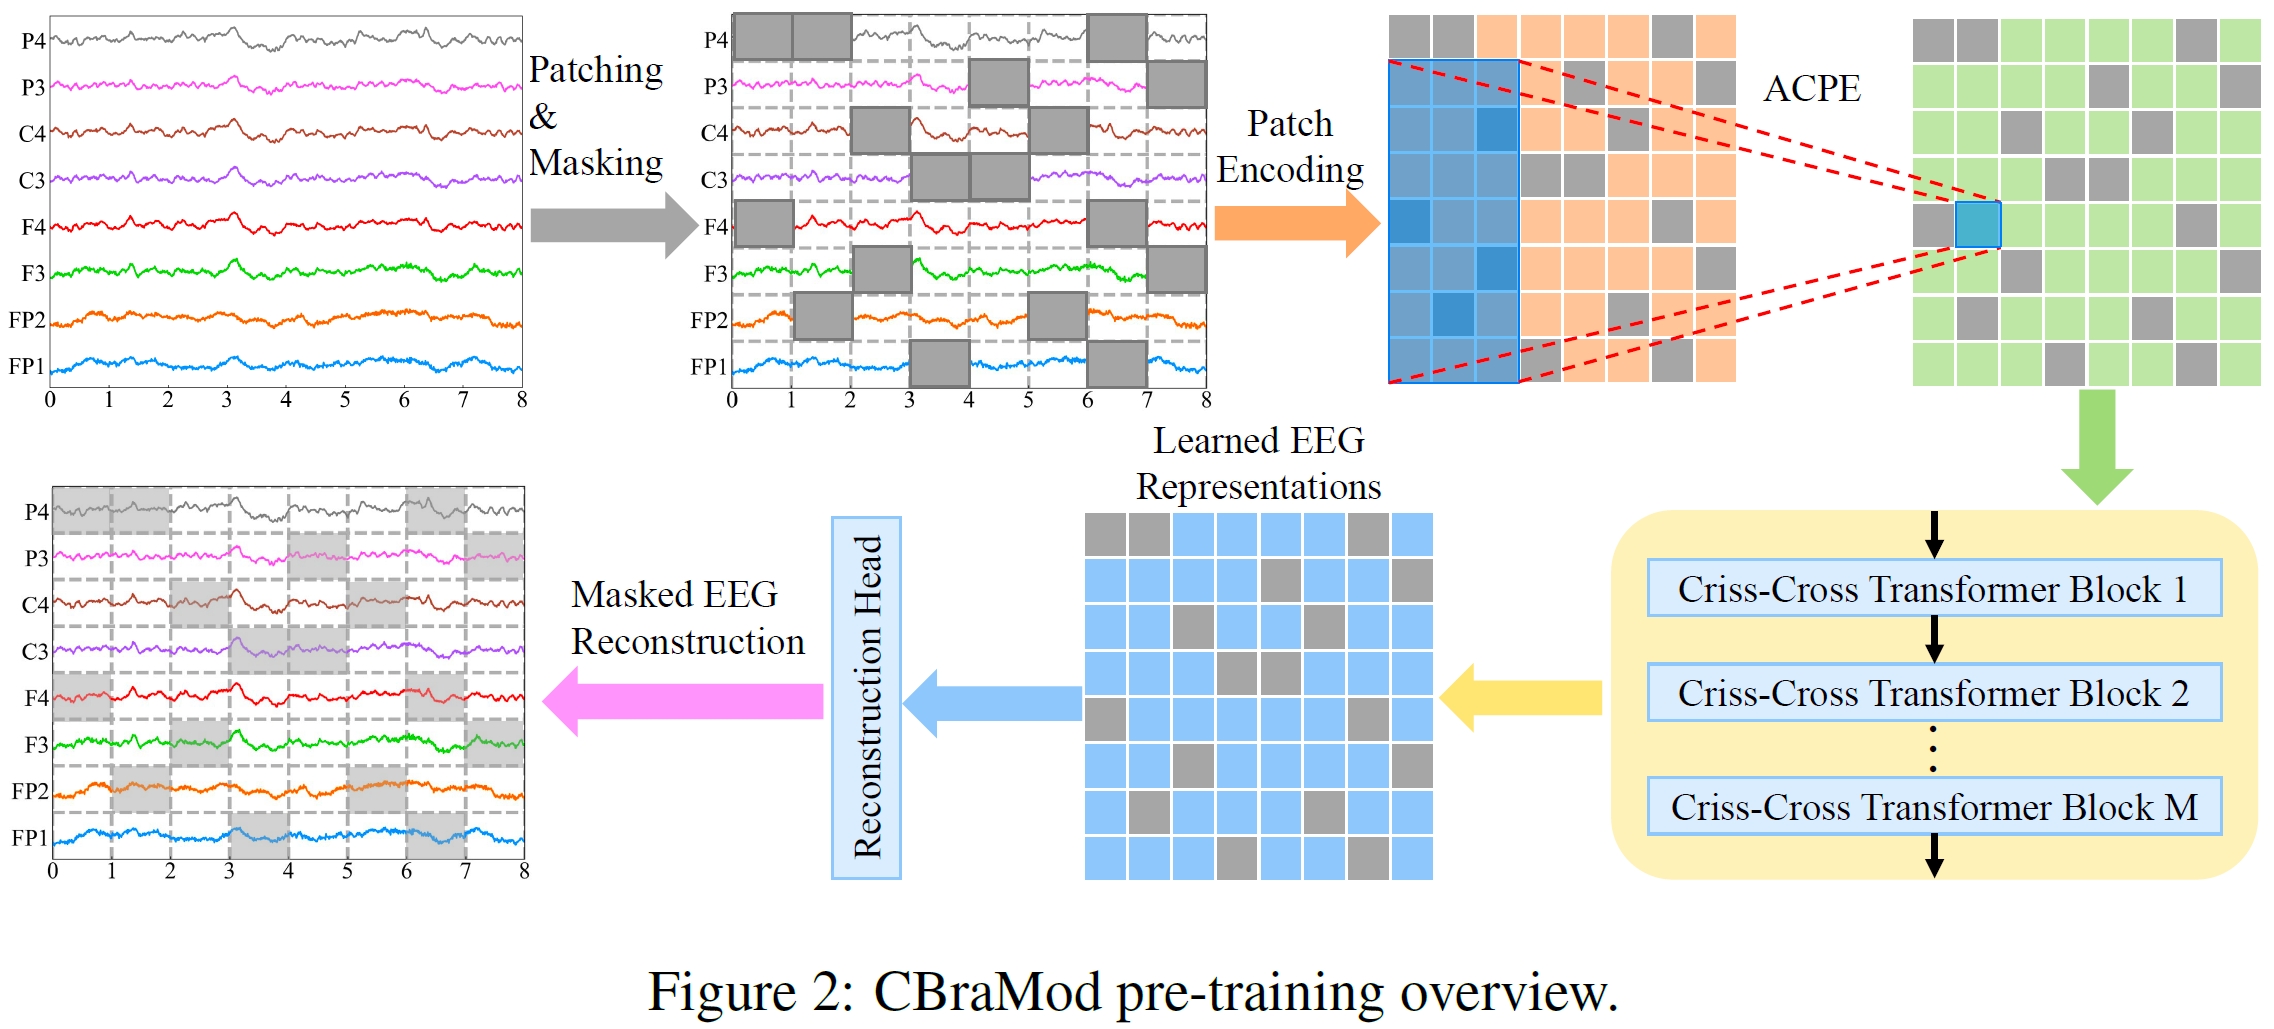 P4
P3
C4
C3
F4
F3
FP2
FP1
0 1 2 3 4 5 6 7 8
Patching
&
Masking
P4
P3
C4
C3
F4
F3
FP2
FP1
0 1 2 3 4 5 6 7 8
Patch
Encoding
ACPE
Criss-Cross Transformer Block 1
Criss-Cross Transformer Block 2
Criss-Cross Transformer Block M
Learned EEG
Representations
Reconstruction Head
Masked EEG
Reconstruction
P4
P3
C4
C3
F4
F3
FP2
FP1
0 1 2 3 4 5 6 7 8
Figure 2: CBraMod pre-training overview.